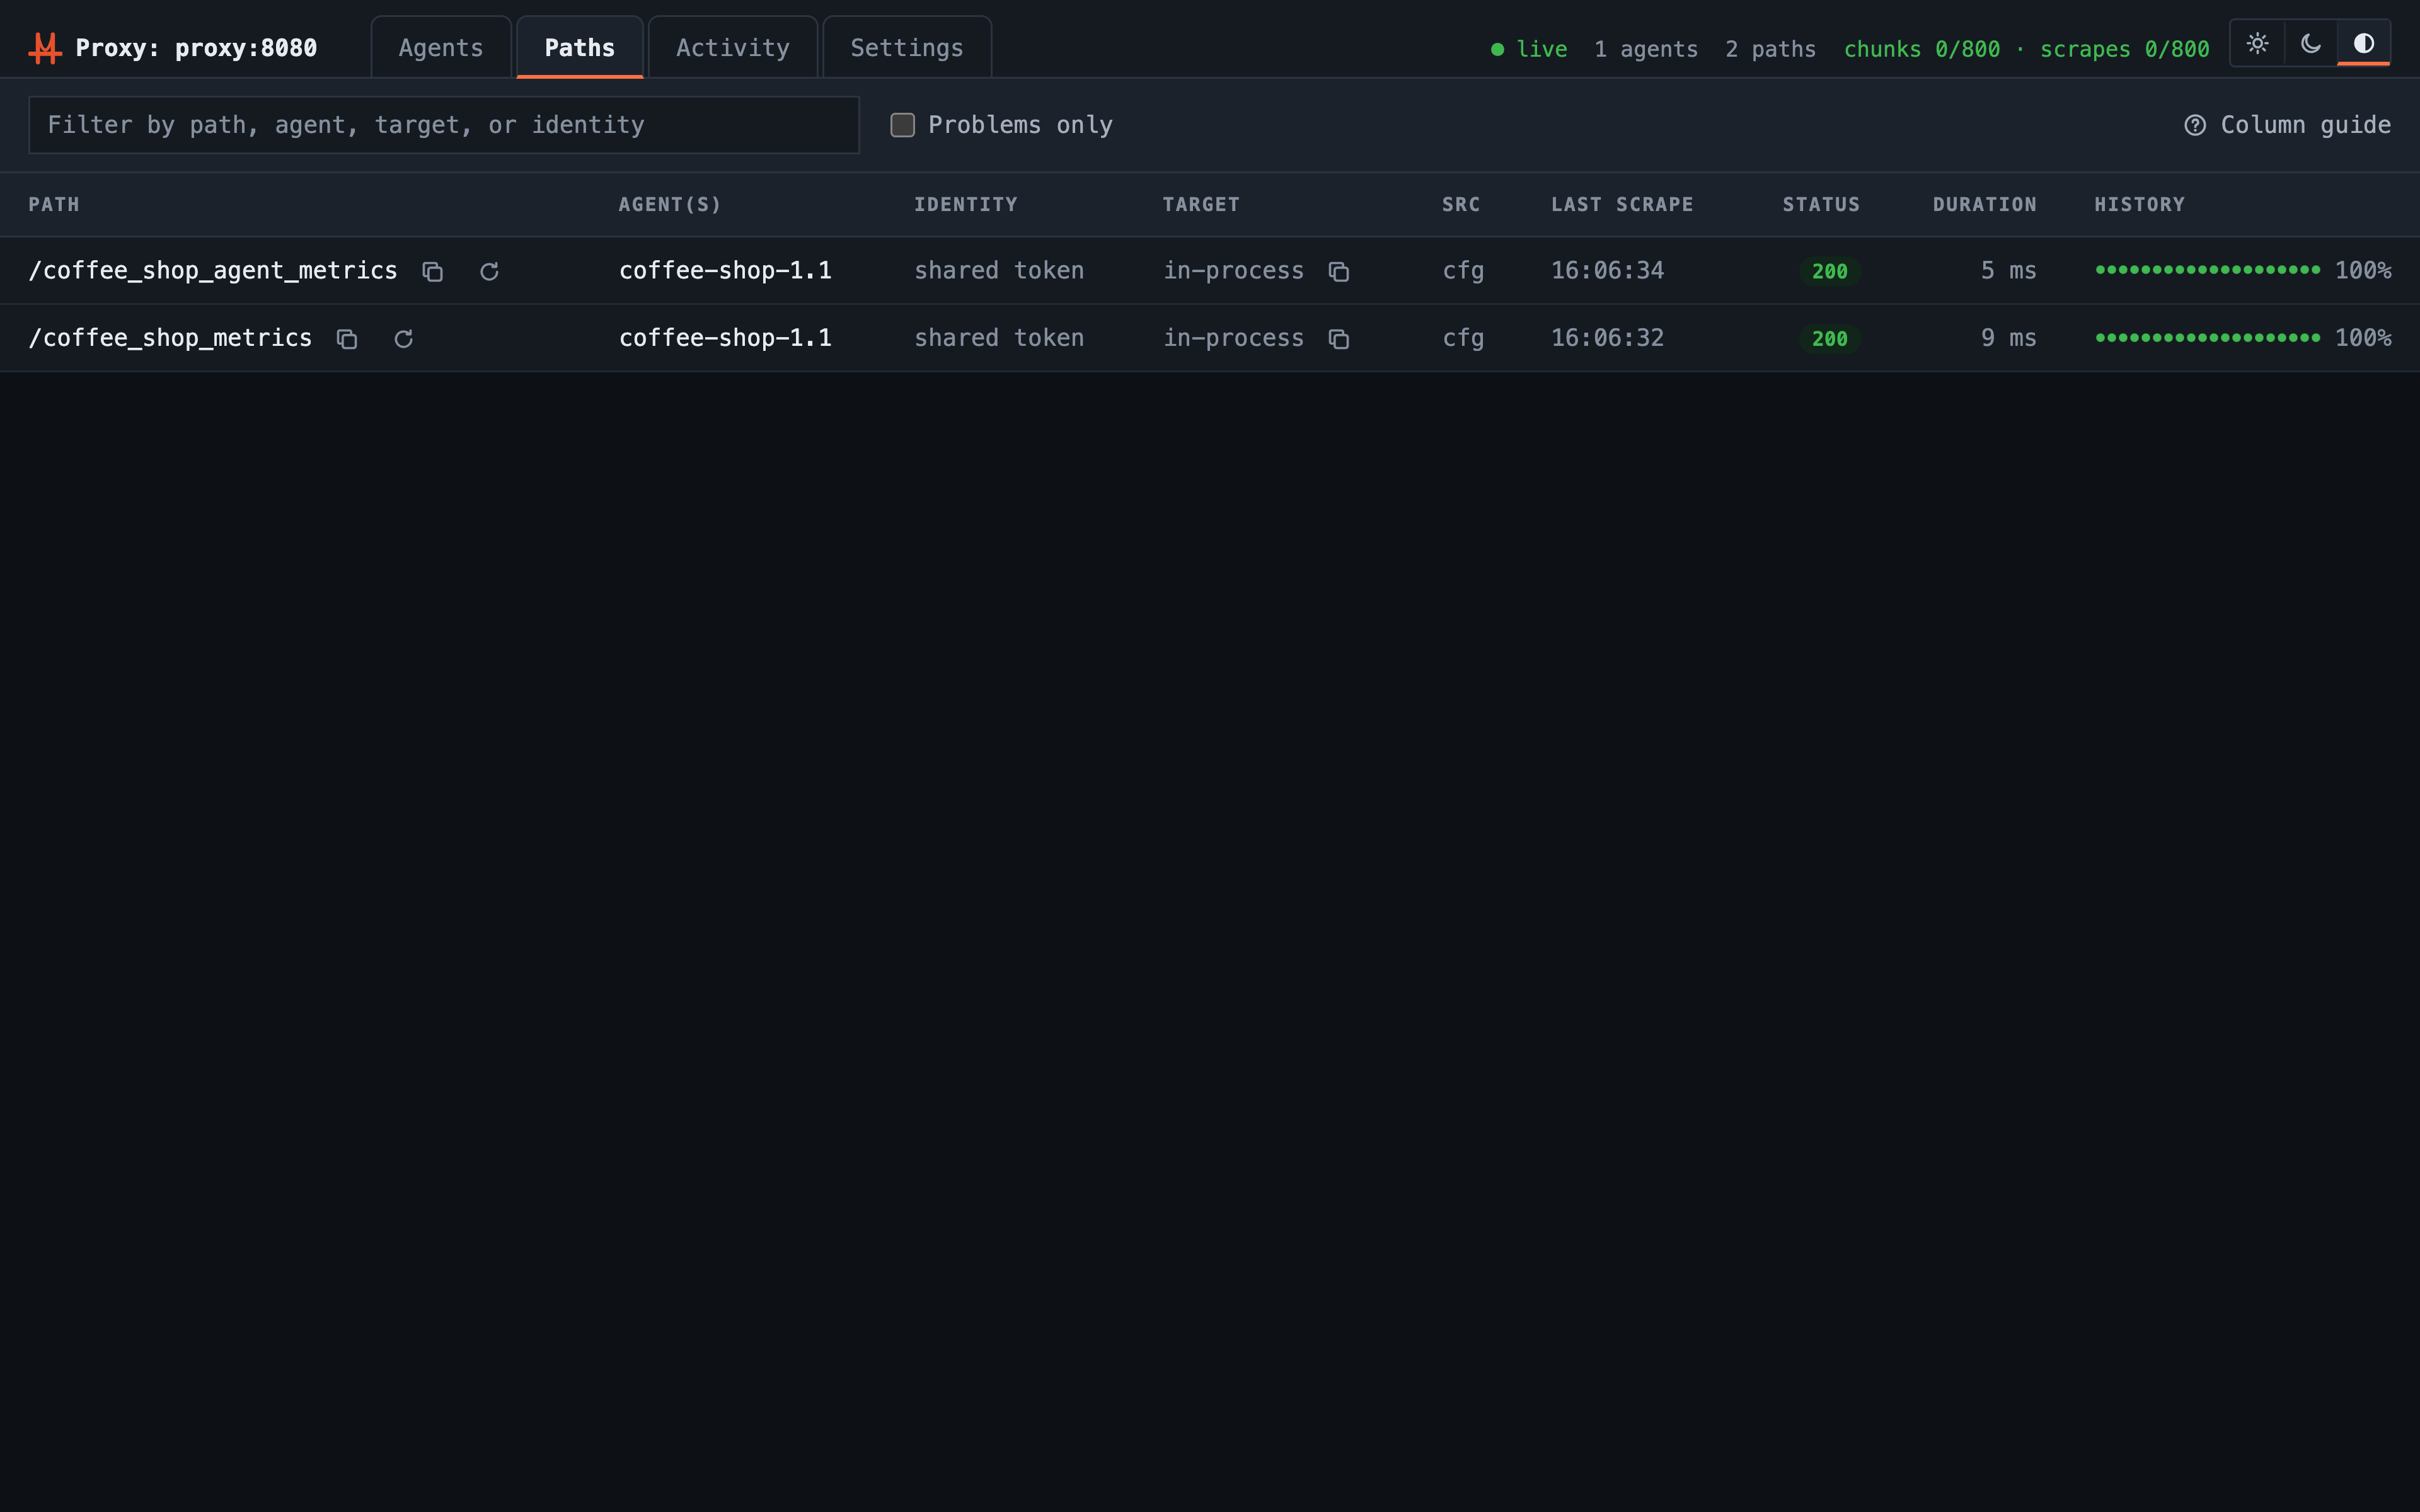 Proxy: proxy:8080 Agents Paths Activity Settings live 1 agents 2 paths chunks 0/800 · scrapes 0/800
Filter by path, agent, target, or identity Problems only Column guide
PATH AGENT(S) IDENTITY TARGET SRC LAST SCRAPE STATUS DURATION HISTORY
/coffee_shop_agent_metrics coffee-shop-1.1 shared token in-process cfg 16:06:34 200 5 ms 100%
/coffee_shop_metrics coffee-shop-1.1 shared token in-process cfg 16:06:32 200 9 ms 100%